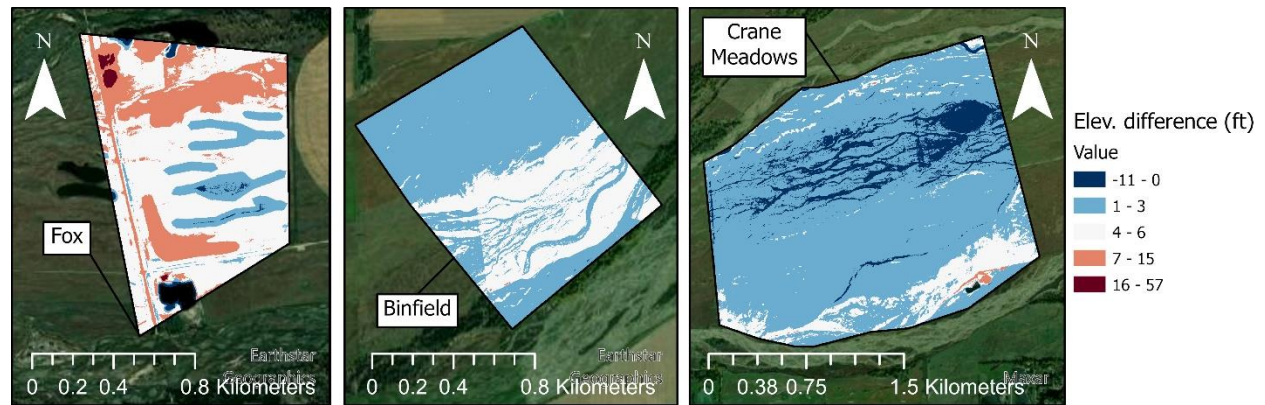 N
Fox
Earthstar
Geographics
0 0.2 0.4 0.8 Kilometers
N
Binfield
Earthstar
Geographics
0 0.2 0.4 0.8 Kilometers
Crane
Meadows
N
Maxar
0 0.38 0.75 1.5 Kilometers
Elev. difference (ft)
Value
-11 - 0
1 - 3
4 - 6
7 - 15
16 - 57